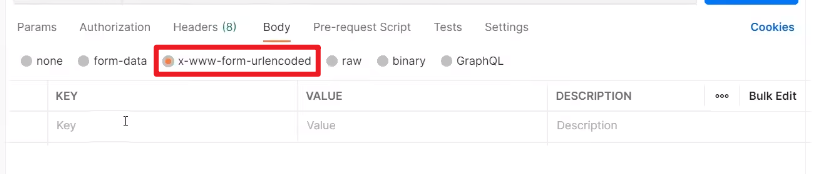 Params Authorization Headers (8) Body Pre-request Script Tests Settings Cookies
none form-data x-www-form-urlencoded raw binary GraphQL
KEY VALUE DESCRIPTION ooo Bulk Edit
Key Value Description